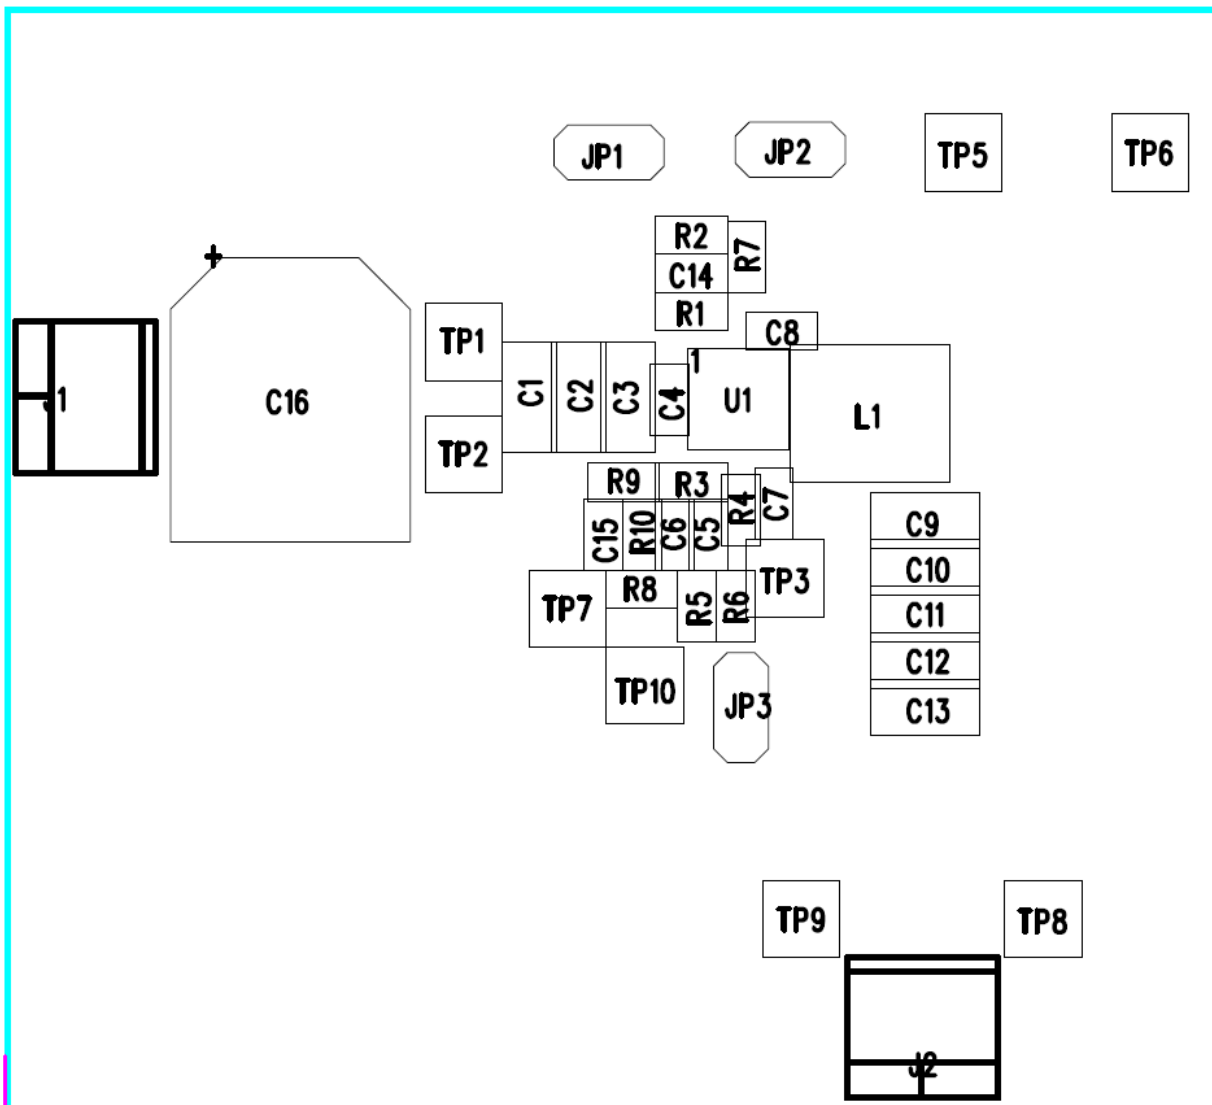 JP1 JP2 TP5 TP6
R2 R7
C14
+
R1
TP1 C8
1
C1 C2 C3 C4 U1 L1
C16
J1
TP2
R9 R3 R4 C7
C15 R10 C6 C5 C9
TP3 C10
R8
TP7 R5 R6 C11
C12
TP10 JP3 C13
TP9 TP8
J2